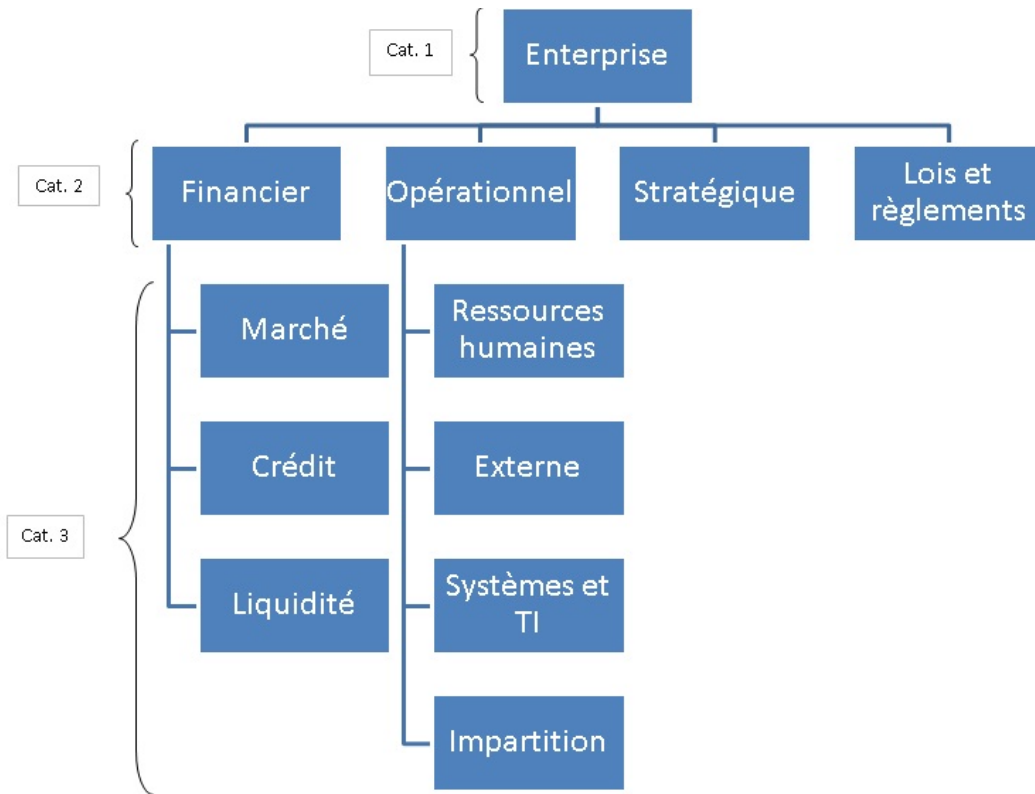 Cat. 1
Enterprise
Cat. 2
Financier
Opérationnel
Stratégique
Lois et
règlements
Cat. 3
Marché
Ressources
humaines
Crédit
Externe
Liquidité
Systèmes et
TI
Impartition